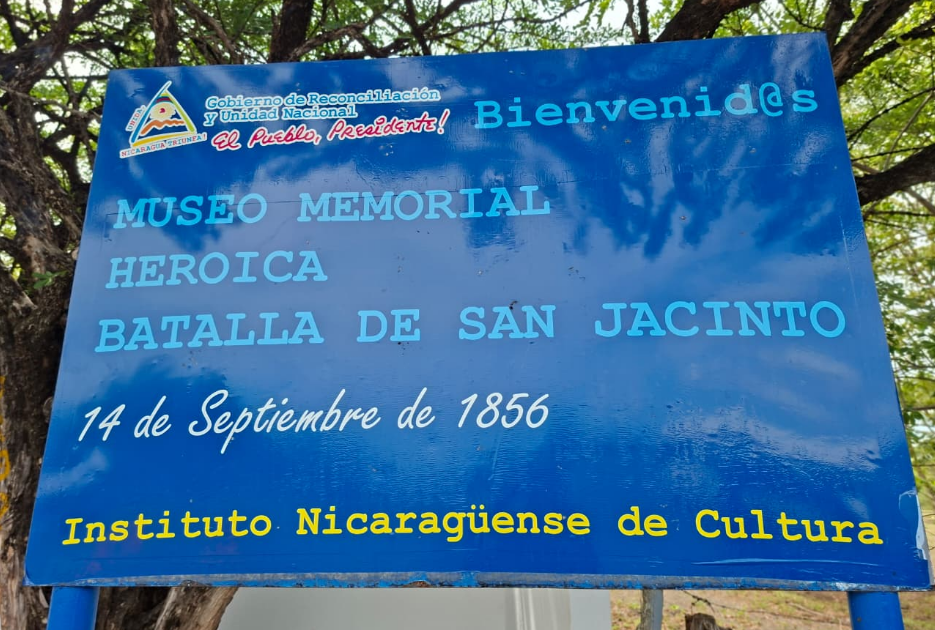 UNIDA
NICARAGUA TRIUNFA!
Gobierno de Reconciliación
y Unidad Nacional
El Pueblo, Presidente!
Bienvenid@s
MUSEO MEMORIAL
HEROICA
BATALLA DE SAN JACINTO
14 de Septiembre de 1856
Instituto Nicaragüense de Cultura